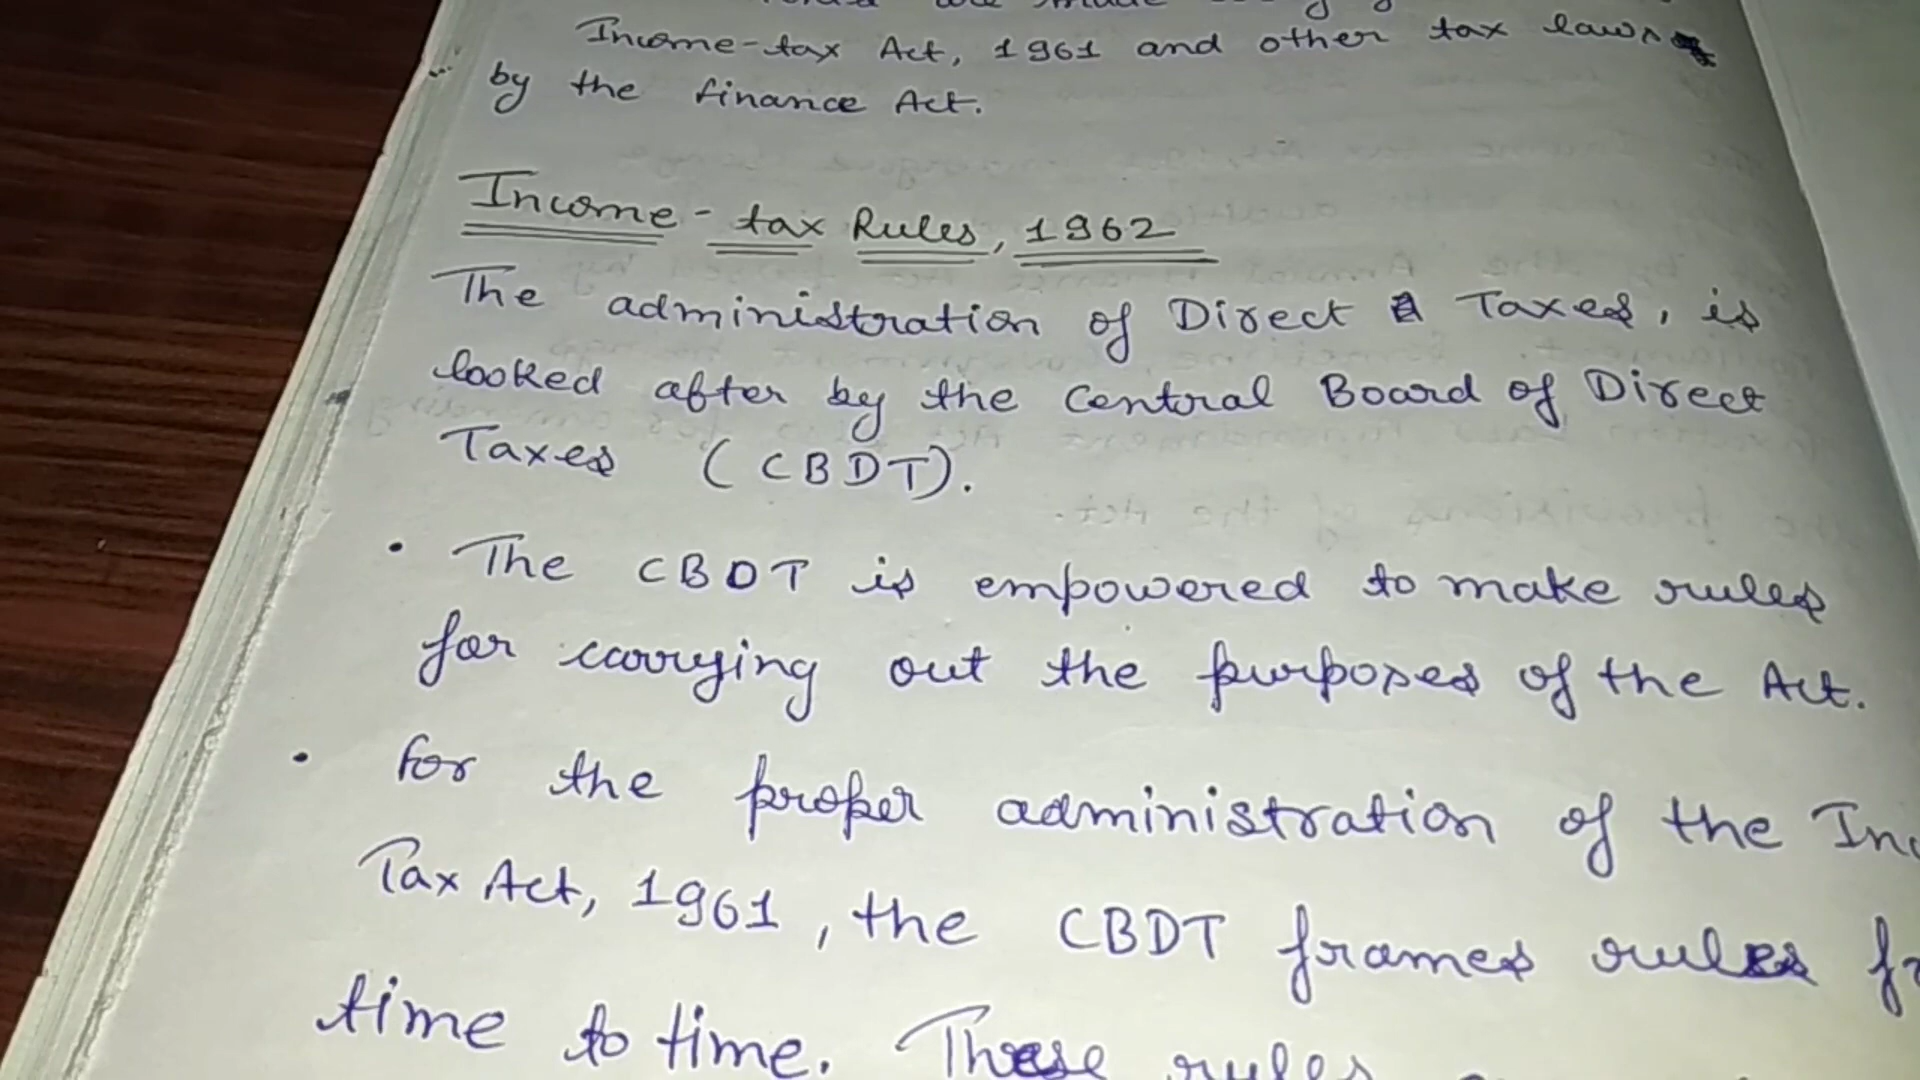 Income-tax Act, 1961 and other tax laws
by the finance Act.
Income-tax Rules, 1962
The administration of Direct Taxes, is
looked after by the Central Board of Direct
Taxes (CBDT).
• The CBDT is empowered to make rules
for carrying out the purposes of the Act.
• For the proper administration of the
Tax Act, 1961, the CBDT frames rules
time to time. These rules